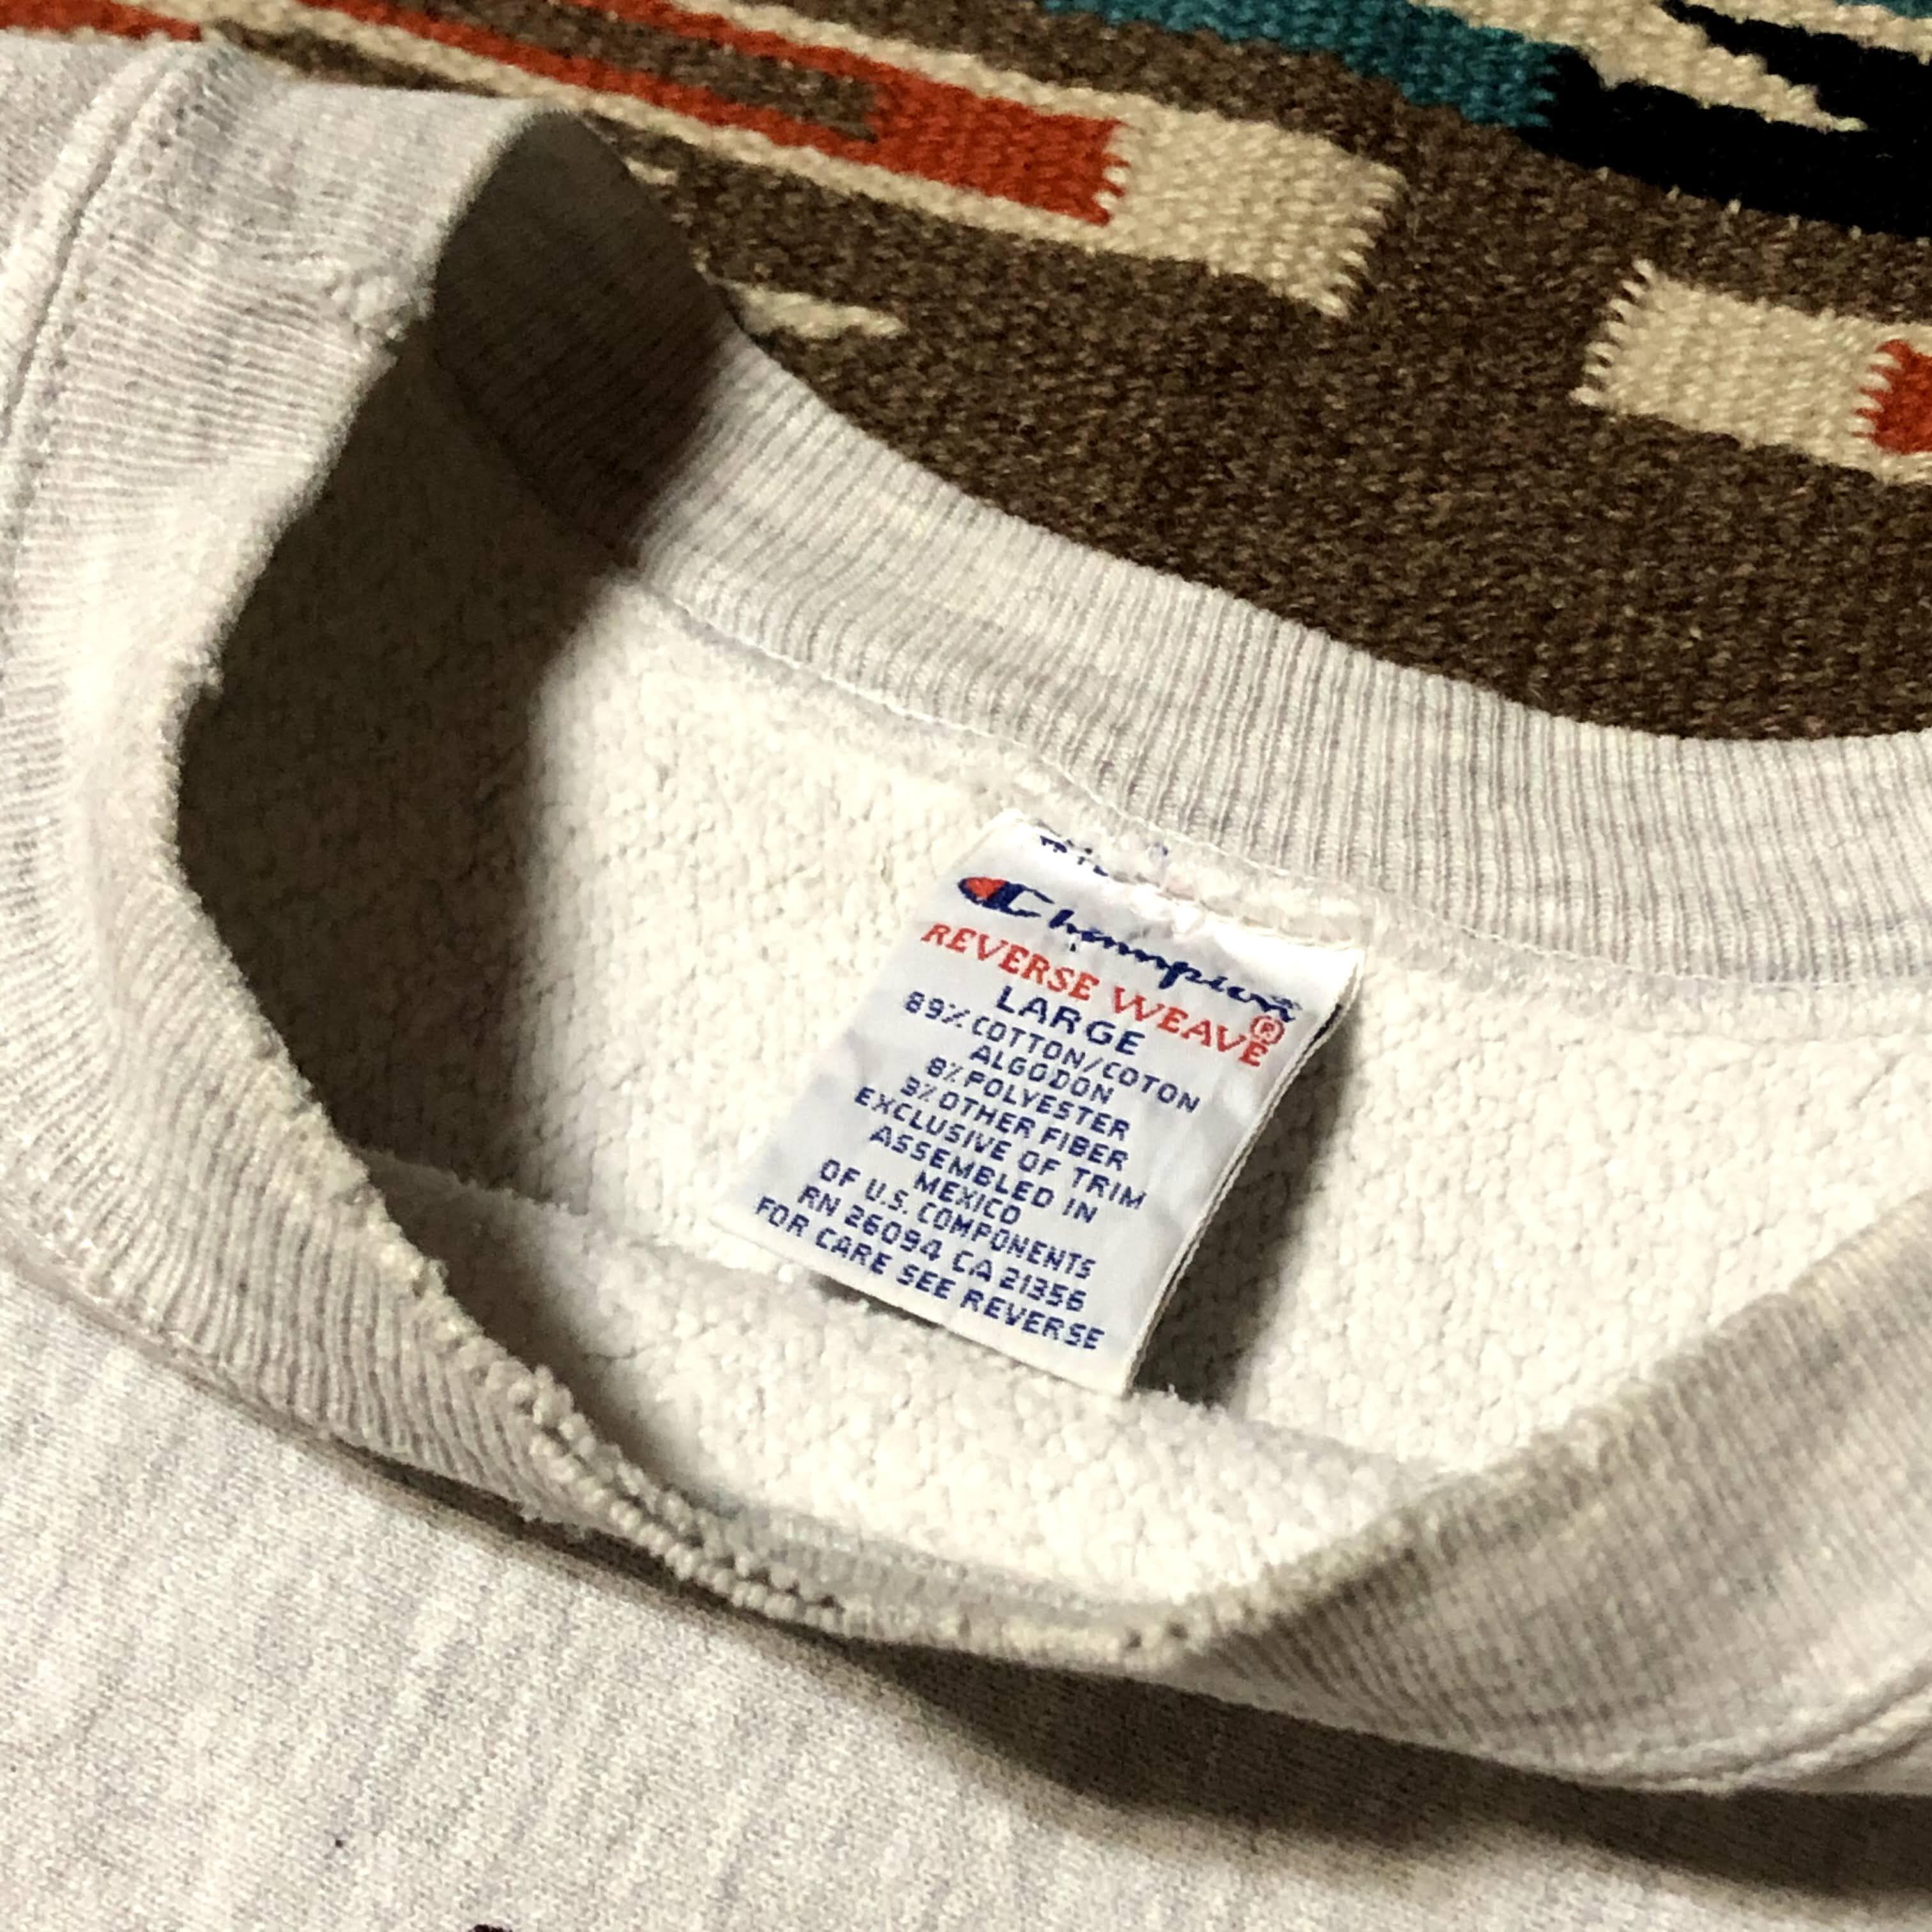 Champion
REVERSE WEAVE®
LARGE
89% COTTON/COTON
ALGODON
8% POLYESTER
3% OTHER FIBER
EXCLUSIVE OF TRIM
ASSEMBLED IN
MEXICO
OF U.S. COMPONENTS
RN 26094 CA 21356
FOR CARE SEE REVERSE